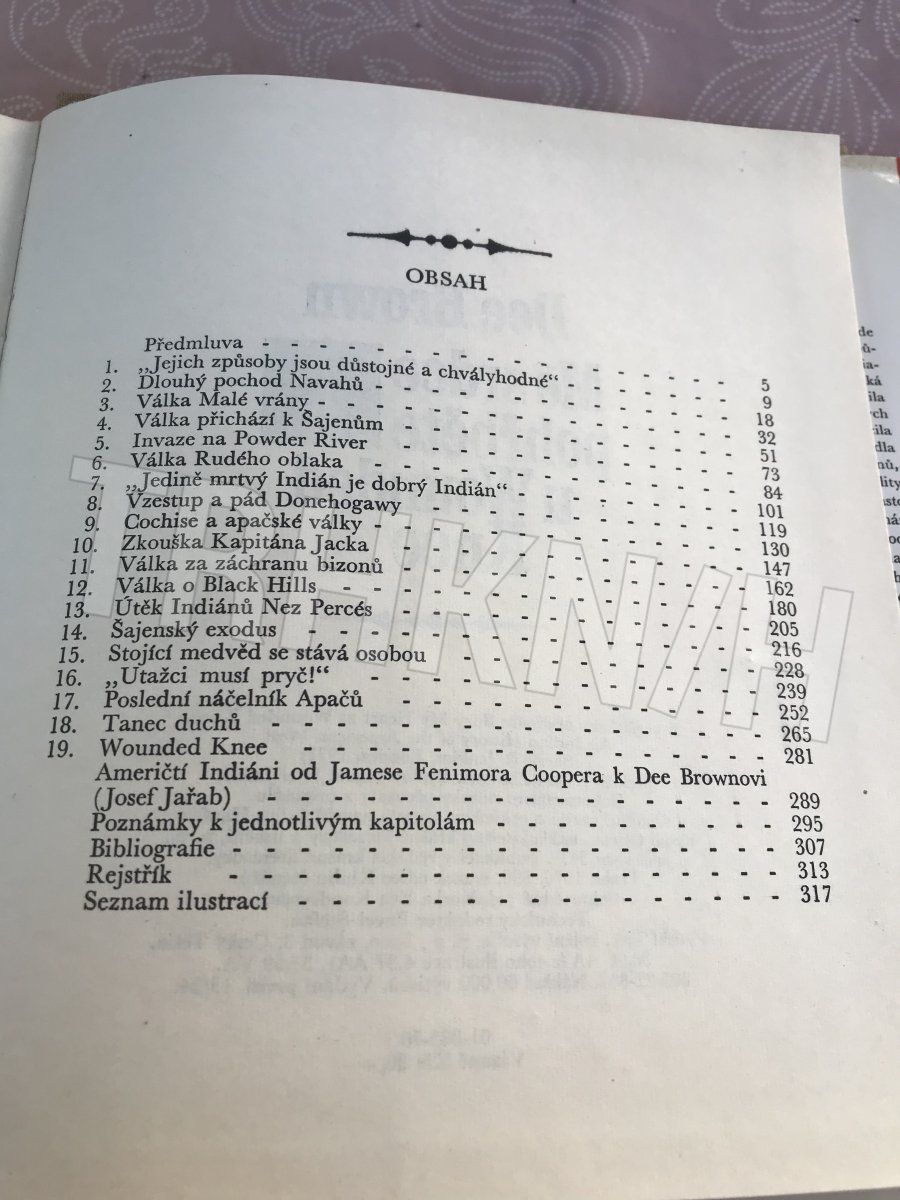 OBSAH
Předmluva - - - - - - - - - - - - - 5
1. „Jejich způsoby jsou důstojné a chvályhodné“ - - - - - - 9
2. Dlouhý pochod Navahů - - - - - - - - - - - 18
3. Válka Malé vrány - - - - - - - - - - - - 32
4. Válka přichází k Šajenům - - - - - - - - - - 51
5. Invaze na Powder River - - - - - - - - - - 73
6. Válka Rudého oblaka - - - - - - - - - - - 84
7. „Jedině mrtvý Indián je dobrý Indián“ - - - - - - - 101
8. Vzestup a pád Donehogawy - - - - - - - - - 119
9. Cochise a apačské války - - - - - - - - - - 130
10. Zkouška Kapitána Jacka - - - - - - - - - - 147
11. Válka za záchranu bizonů - - - - - - - - - - 162
12. Válka o Black Hills - - - - - - - - - - - - 180
13. Útěk Indiánů Nez Percés - - - - - - - - - - 205
14. Šajenský exodus - - - - - - - - - - - - 216
15. Stojící medvěd se stává osobou - - - - - - - - 228
16. „Utažci musí pryč!“ - - - - - - - - - - - 239
17. Poslední náčelník Apačů - - - - - - - - - - 252
18. Tanec duchů - - - - - - - - - - - - - 265
19. Wounded Knee - - - - - - - - - - - - 281
Američtí Indiáni od Jamese Fenimora Coopera k Dee Brownovi
(Josef Jařab) - - - - - - - - - - - - - - 289
Poznámky k jednotlivým kapitolám - - - - - - - - 295
Bibliografie - - - - - - - - - - - - - - - 307
Rejstřík - - - - - - - - - - - - - - - 313
Seznam ilustrací - - - - - - - - - - - - - 317
TRHKNIH